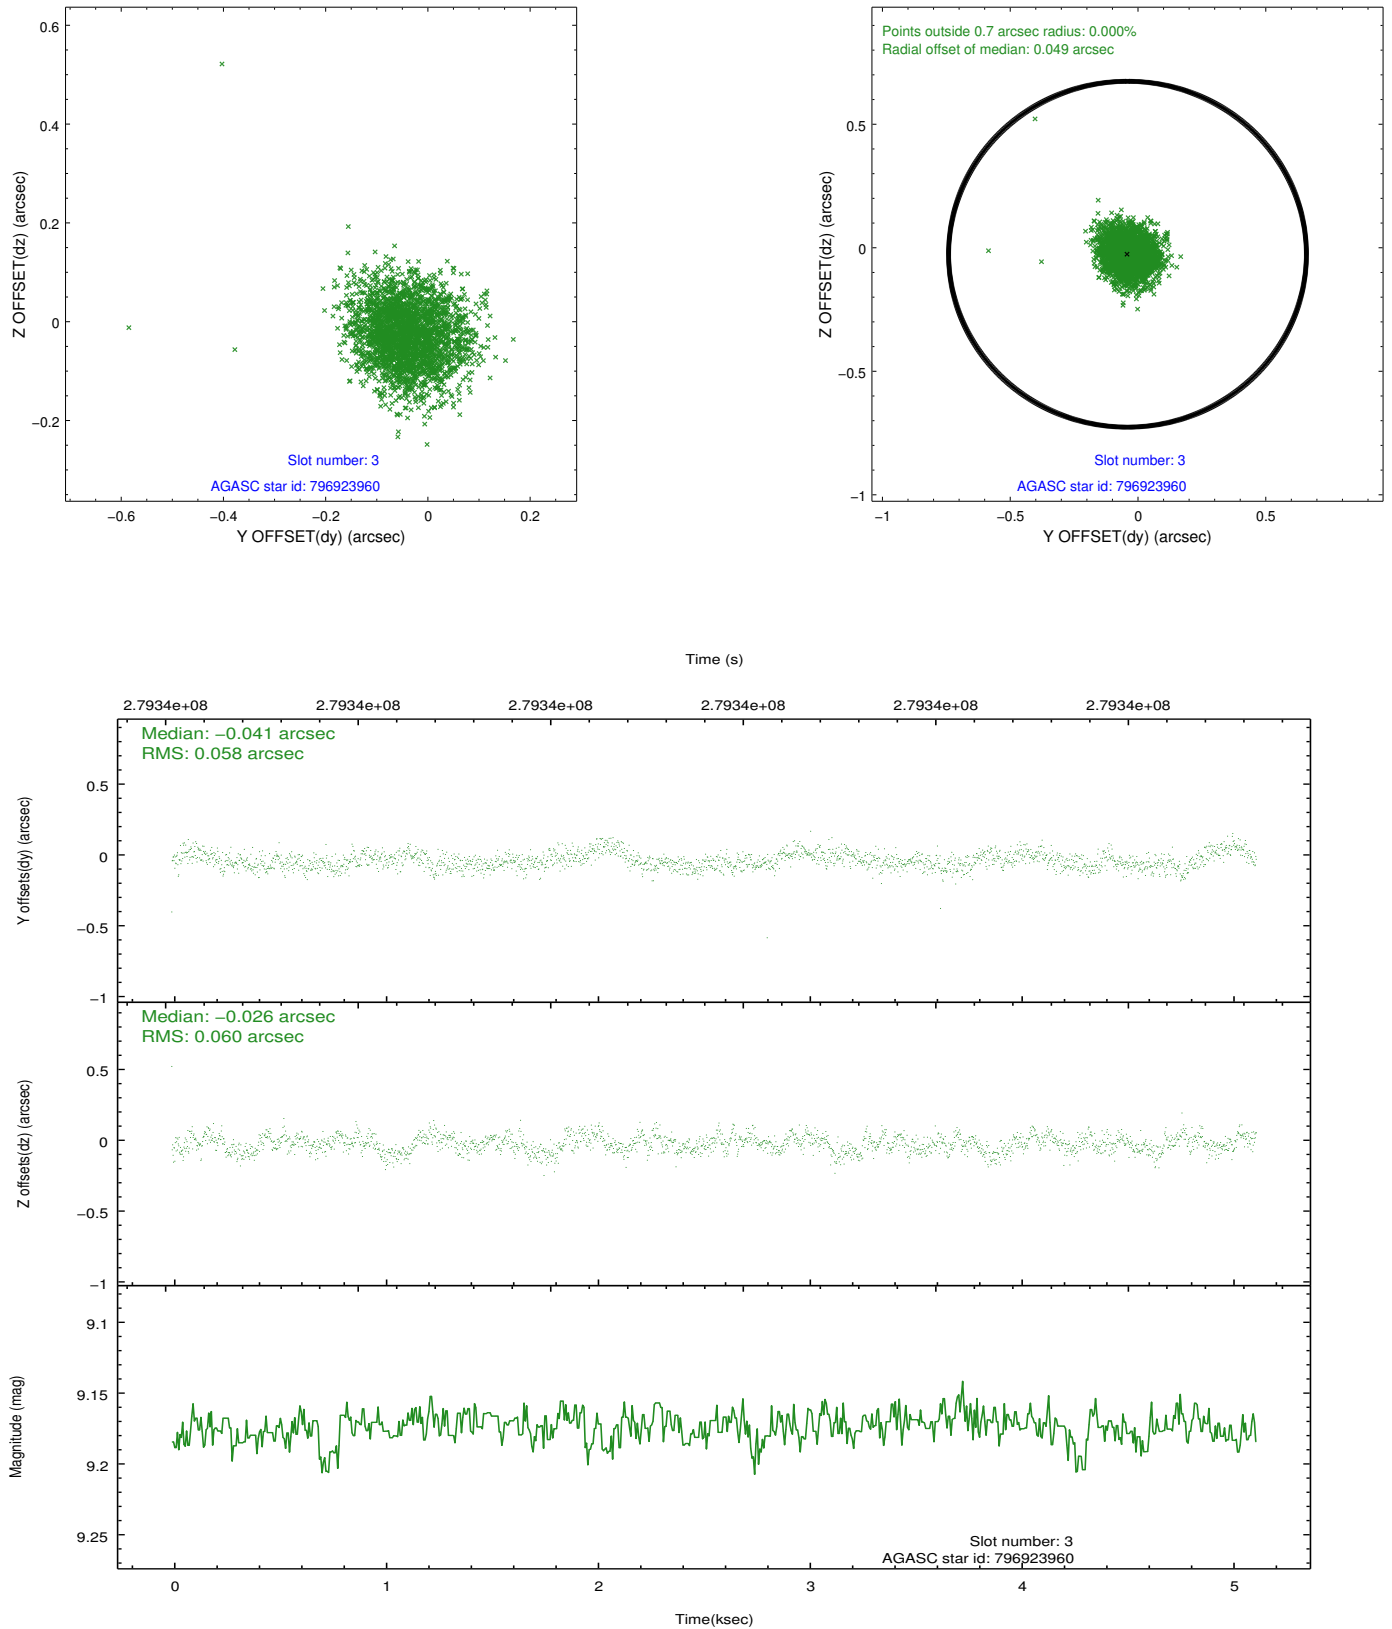 0.6
0.4
0.2
0
−0.2
Z OFFSET(dz) (arcsec)
−0.6 −0.4 −0.2 0 0.2
Y OFFSET(dy) (arcsec)
Slot number: 3
AGASC star id: 796923960
Points outside 0.7 arcsec radius: 0.000%
Radial offset of median: 0.049 arcsec
0.5
0
−0.5
−1
Z OFFSET(dz) (arcsec)
−1 −0.5 0 0.5
Y OFFSET(dy) (arcsec)
Slot number: 3
AGASC star id: 796923960
Time (s)
2.7934e+08 2.7934e+08 2.7934e+08 2.7934e+08 2.7934e+08 2.7934e+08
Median: −0.041 arcsec
RMS: 0.058 arcsec
0.5
0
−0.5
−1
Y offsets(dy) (arcsec)
Median: −0.026 arcsec
RMS: 0.060 arcsec
0.5
0
−0.5
−1
Z offsets(dz) (arcsec)
9.1
9.15
9.2
9.25
Magnitude (mag)
Slot number: 3
AGASC star id: 796923960
0 1 2 3 4 5
Time(ksec)